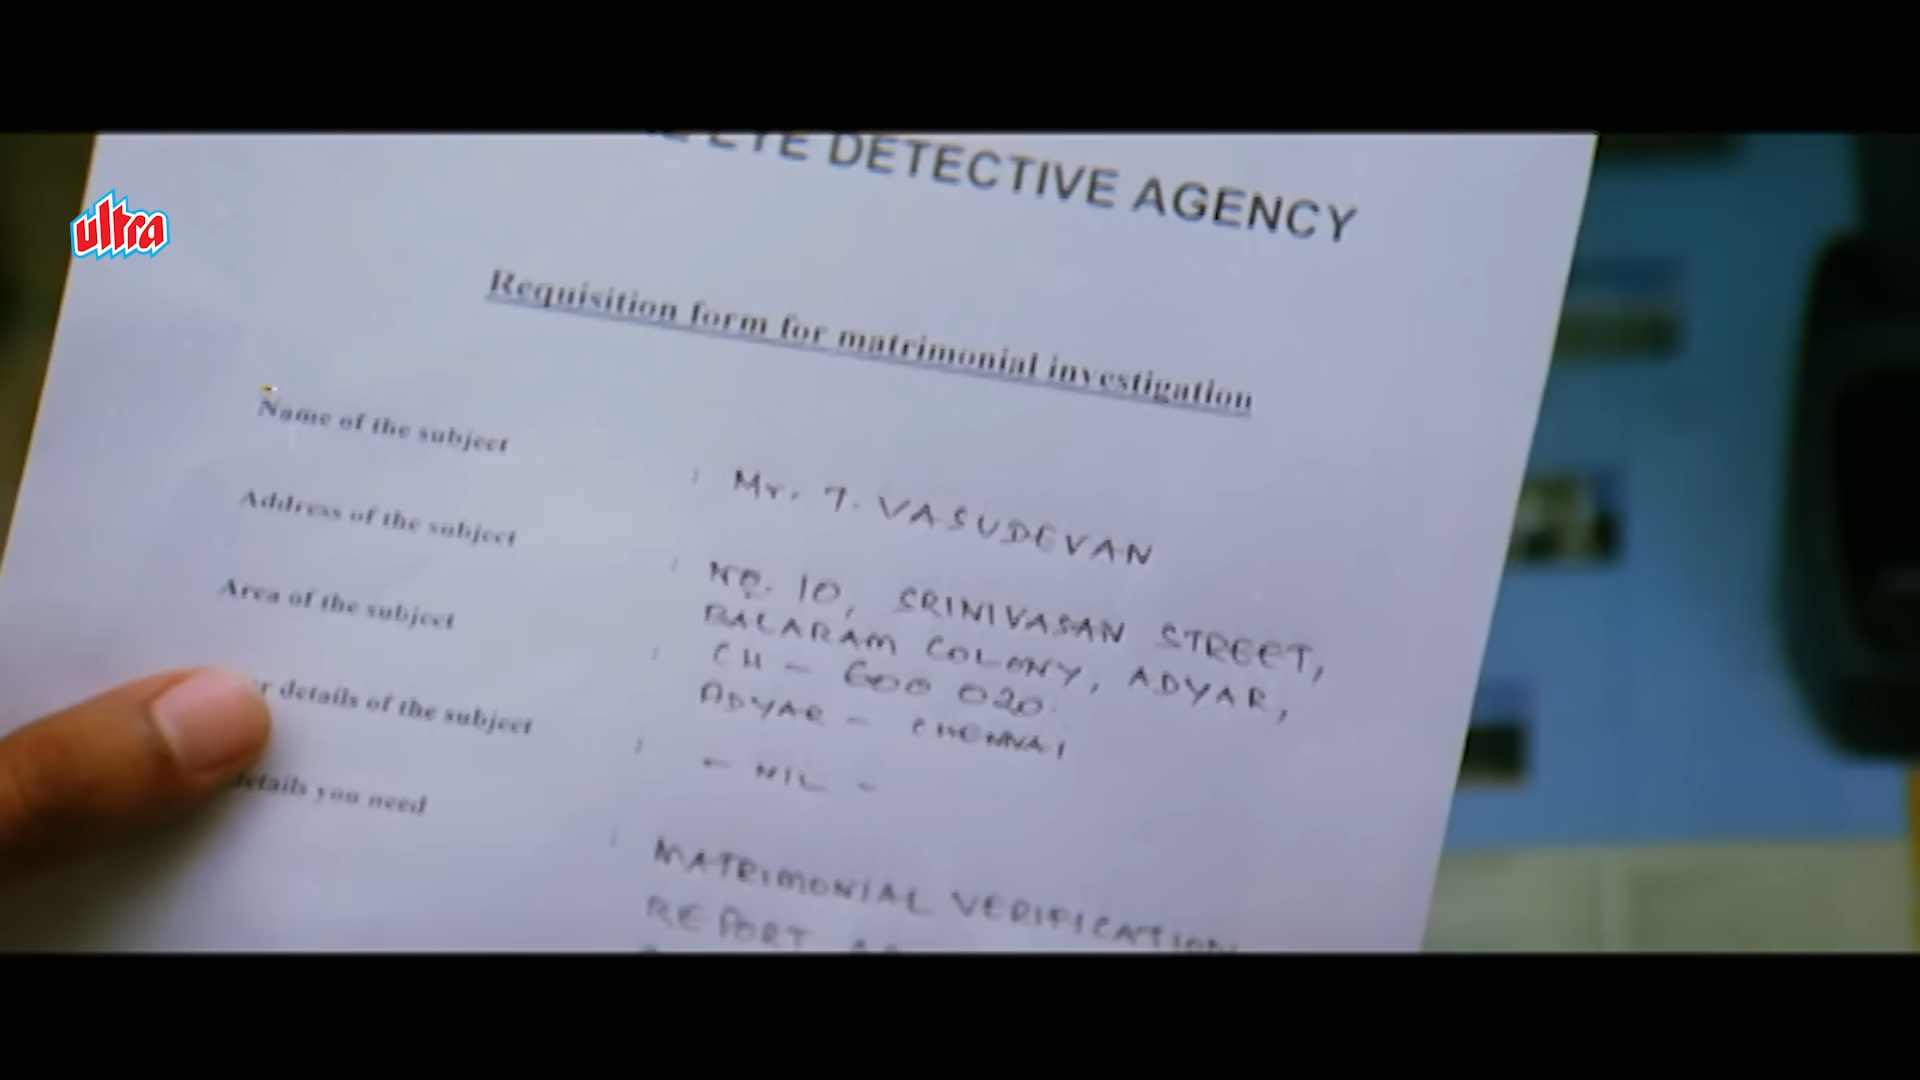 EYE DETECTIVE AGENCY
ultra
Requisition form for matrimonial investigation
Name of the subject : Mr. T. VASUDEVAN
Address of the subject : No. 10, SRINIVASAN STREET,
BALARAM COLONY, ADYAR,
CH - 600 020.
Area of the subject : ADYAR - CHENNAI
details of the subject : - NIL -
details you need : MATRIMONIAL VERIFICATION
REPORT